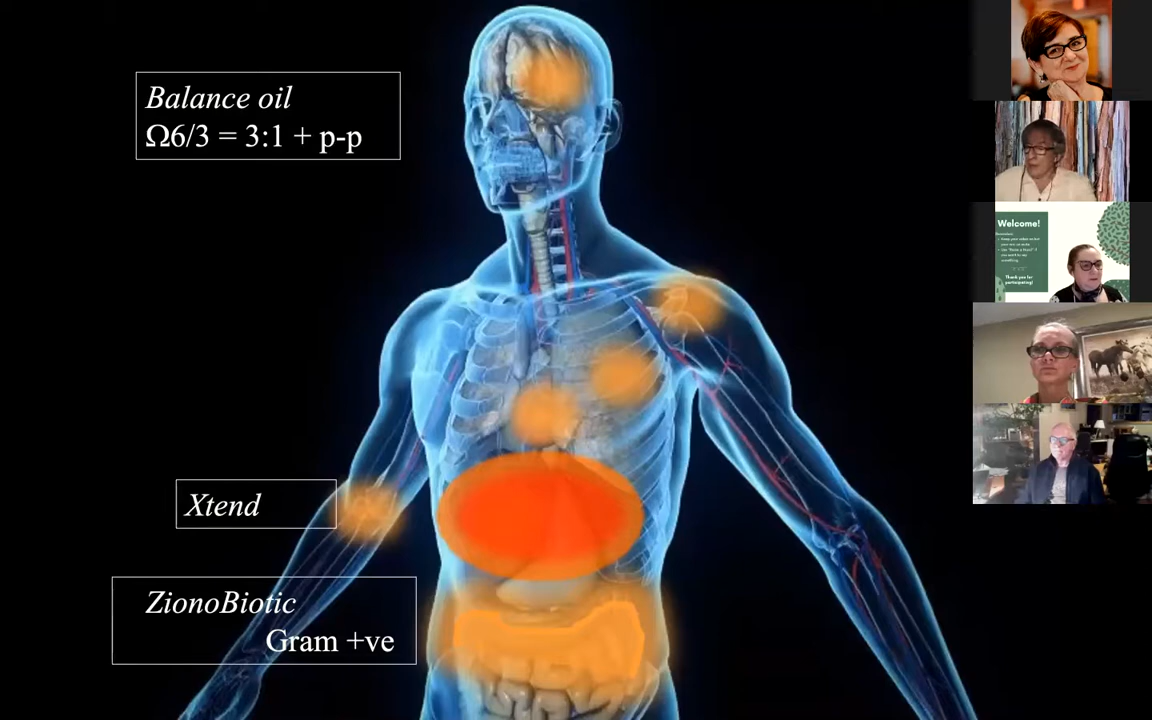 Balance oil
Ω6/3 = 3:1 + p-p
Xtend
ZionoBiotic
Gram +ve
Welcome!
Thank you for
participating!